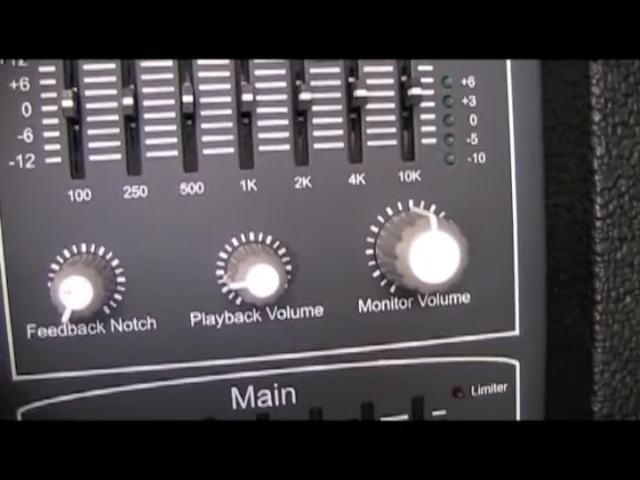 +12
+6 +6
+3
0 0
-6 -5
-12 -10
100 250 500 1K 2K 4K 10K
Feedback Notch Playback Volume Monitor Volume
Main Limiter